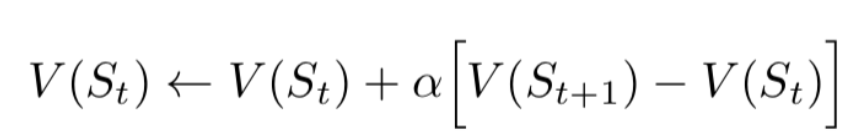 V(S_t) ← V(S_t) + α[V(S_{t+1}) − V(S_t)]